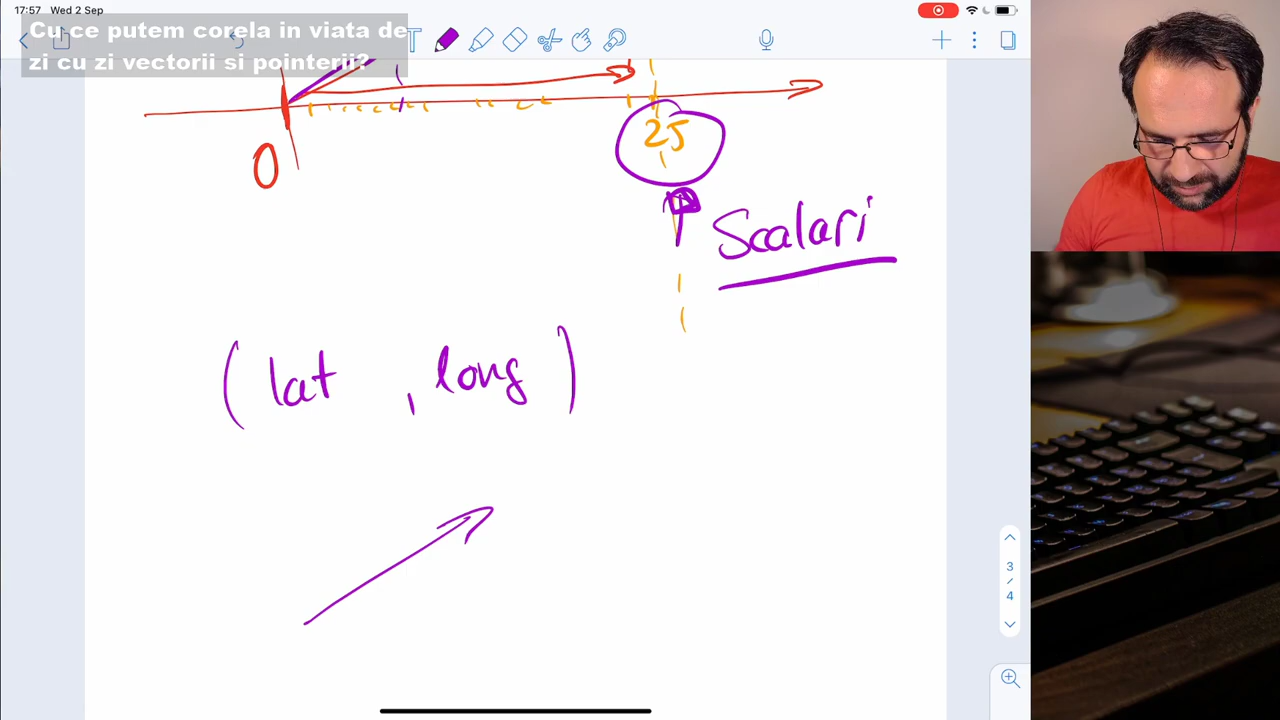 17:57 Wed 2 Sep
Cu ce putem corela in viata de
zi cu zi vectorii si pointerii?
T
0
25
Scalari
(lat , long)
3
/
4